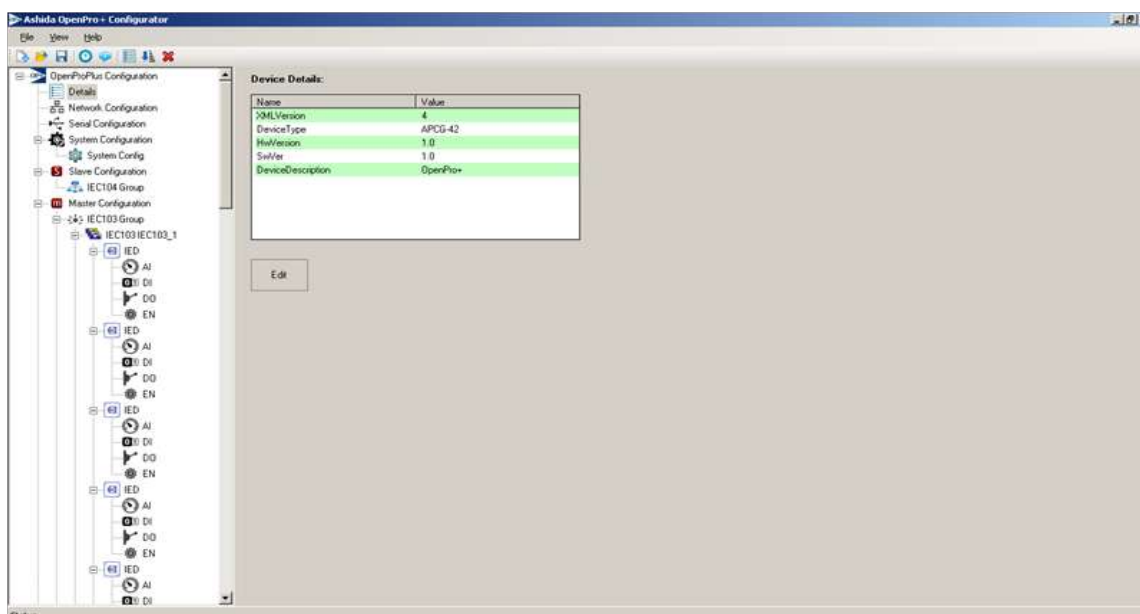 Ashida OpenPro+ Configurator
File View Help
OpenProPlus Configuration
Details
Network Configuration
Serial Configuration
System Configuration
System Config
Slave Configuration
IEC104 Group
Master Configuration
IEC103 Group
IEC103 IEC103_1
IED
AI
DI
DO
EN
IED
AI
DI
DO
EN
IED
AI
DI
DO
EN
IED
AI
DI
DO
EN
IED
AI
DI
Device Details:
Name Value
XMLVersion 4
DeviceType APCG-42
HwVersion 1.0
SwVer 1.0
DeviceDescription OpenPro+
Edit